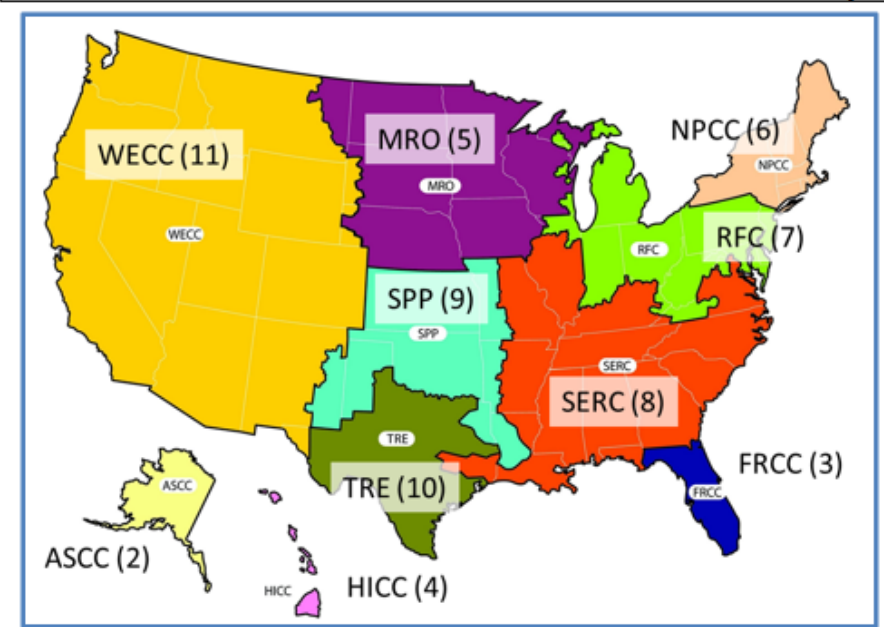 NPCC (6)
MRO (5)
WECC (11)
NPCC
MRO
WECC
RFC (7)
RFC
SPP (9)
SPP
SERC
SERC (8)
TRE
FRCC (3)
ASCC
TRE (10)
FRCC
ASCC (2)
HICC
HICC (4)